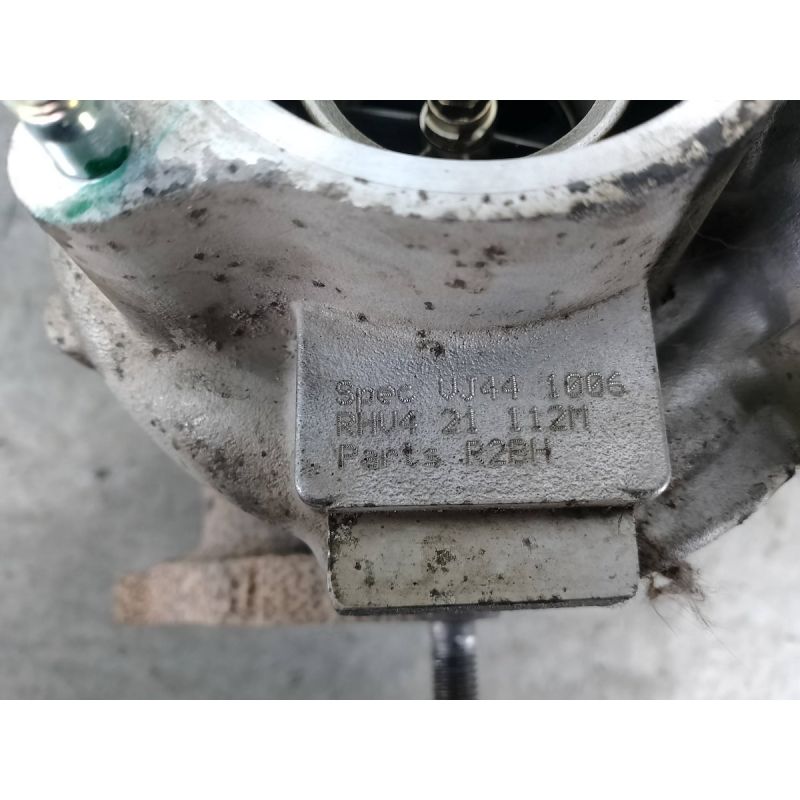 Spec VJ44 1006
RHV4 21 112M
Parts R2BH